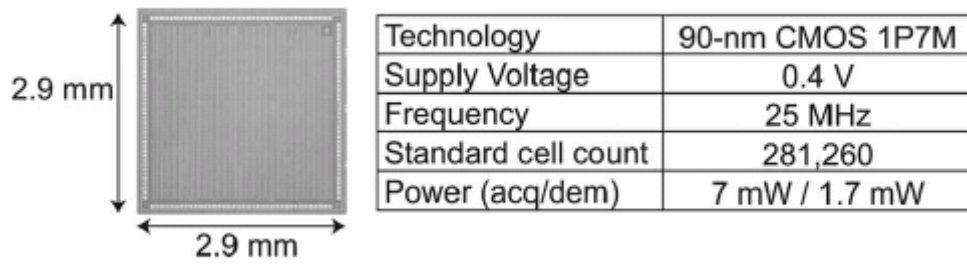 2.9 mm
2.9 mm
Technology 90-nm CMOS 1P7M
Supply Voltage 0.4 V
Frequency 25 MHz
Standard cell count 281,260
Power (acq/dem) 7 mW / 1.7 mW